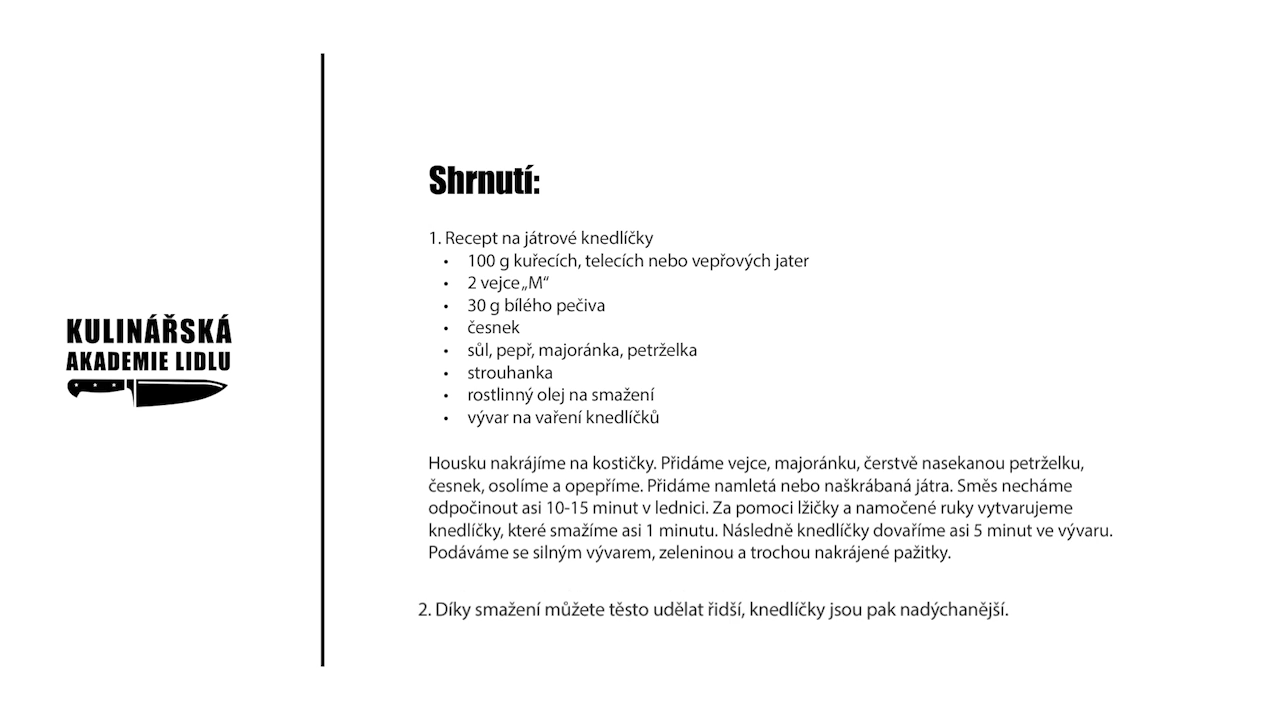 KULINÁŘSKÁ
AKADEMIE LIDLU
Shrnutí:
1. Recept na játrové knedlíčky
• 100 g kuřecích, telecích nebo vepřových jater
• 2 vejce „M“
• 30 g bílého pečiva
• česnek
• sůl, pepř, majoránka, petrželka
• strouhanka
• rostlinný olej na smažení
• vývar na vaření knedlíčků
Housku nakrájíme na kostičky. Přidáme vejce, majoránku, čerstvě nasekanou petrželku,
česnek, osolíme a opepříme. Přidáme namletá nebo naškrábaná játra. Směs necháme
odpočinout asi 10-15 minut v lednici. Za pomoci lžičky a namočené ruky vytvarujeme
knedlíčky, které smažíme asi 1 minutu. Následně knedlíčky dovaříme asi 5 minut ve vývaru.
Podáváme se silným vývarem, zeleninou a trochou nakrájené pažitky.
2. Díky smažení můžete těsto udělat řidší, knedlíčky jsou pak nadýchanější.